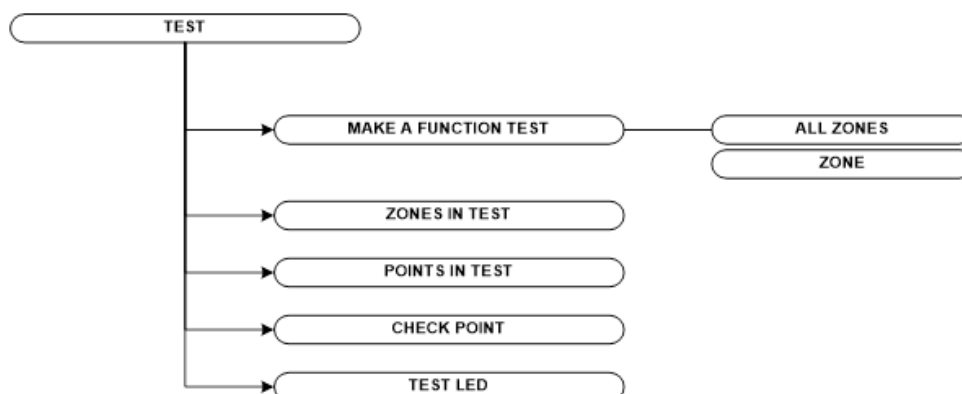 TEST
MAKE A FUNCTION TEST
ALL ZONES
ZONE
ZONES IN TEST
POINTS IN TEST
CHECK POINT
TEST LED